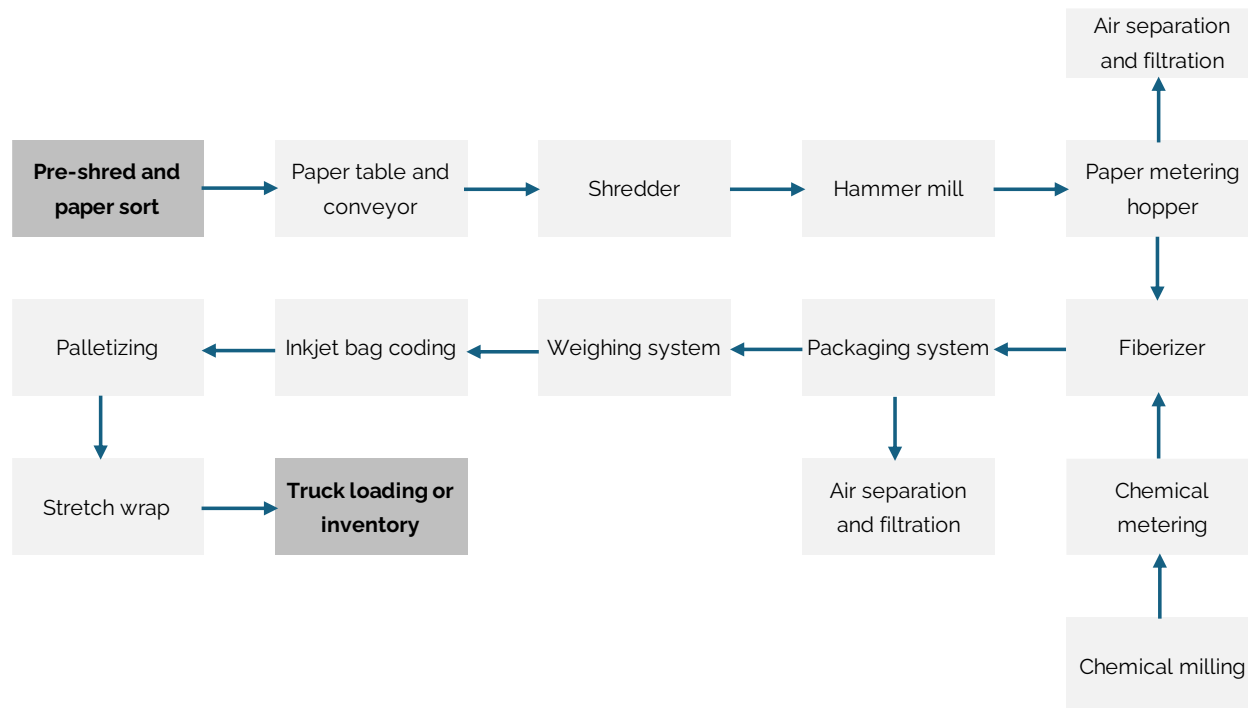 Air separation
and filtration
Pre-shred and
paper sort
Paper table and
conveyor
Shredder
Hammer mill
Paper metering
hopper
Palletizing
Inkjet bag coding
Weighing system
Packaging system
Fiberizer
Stretch wrap
Truck loading or
inventory
Air separation
and filtration
Chemical
metering
Chemical milling